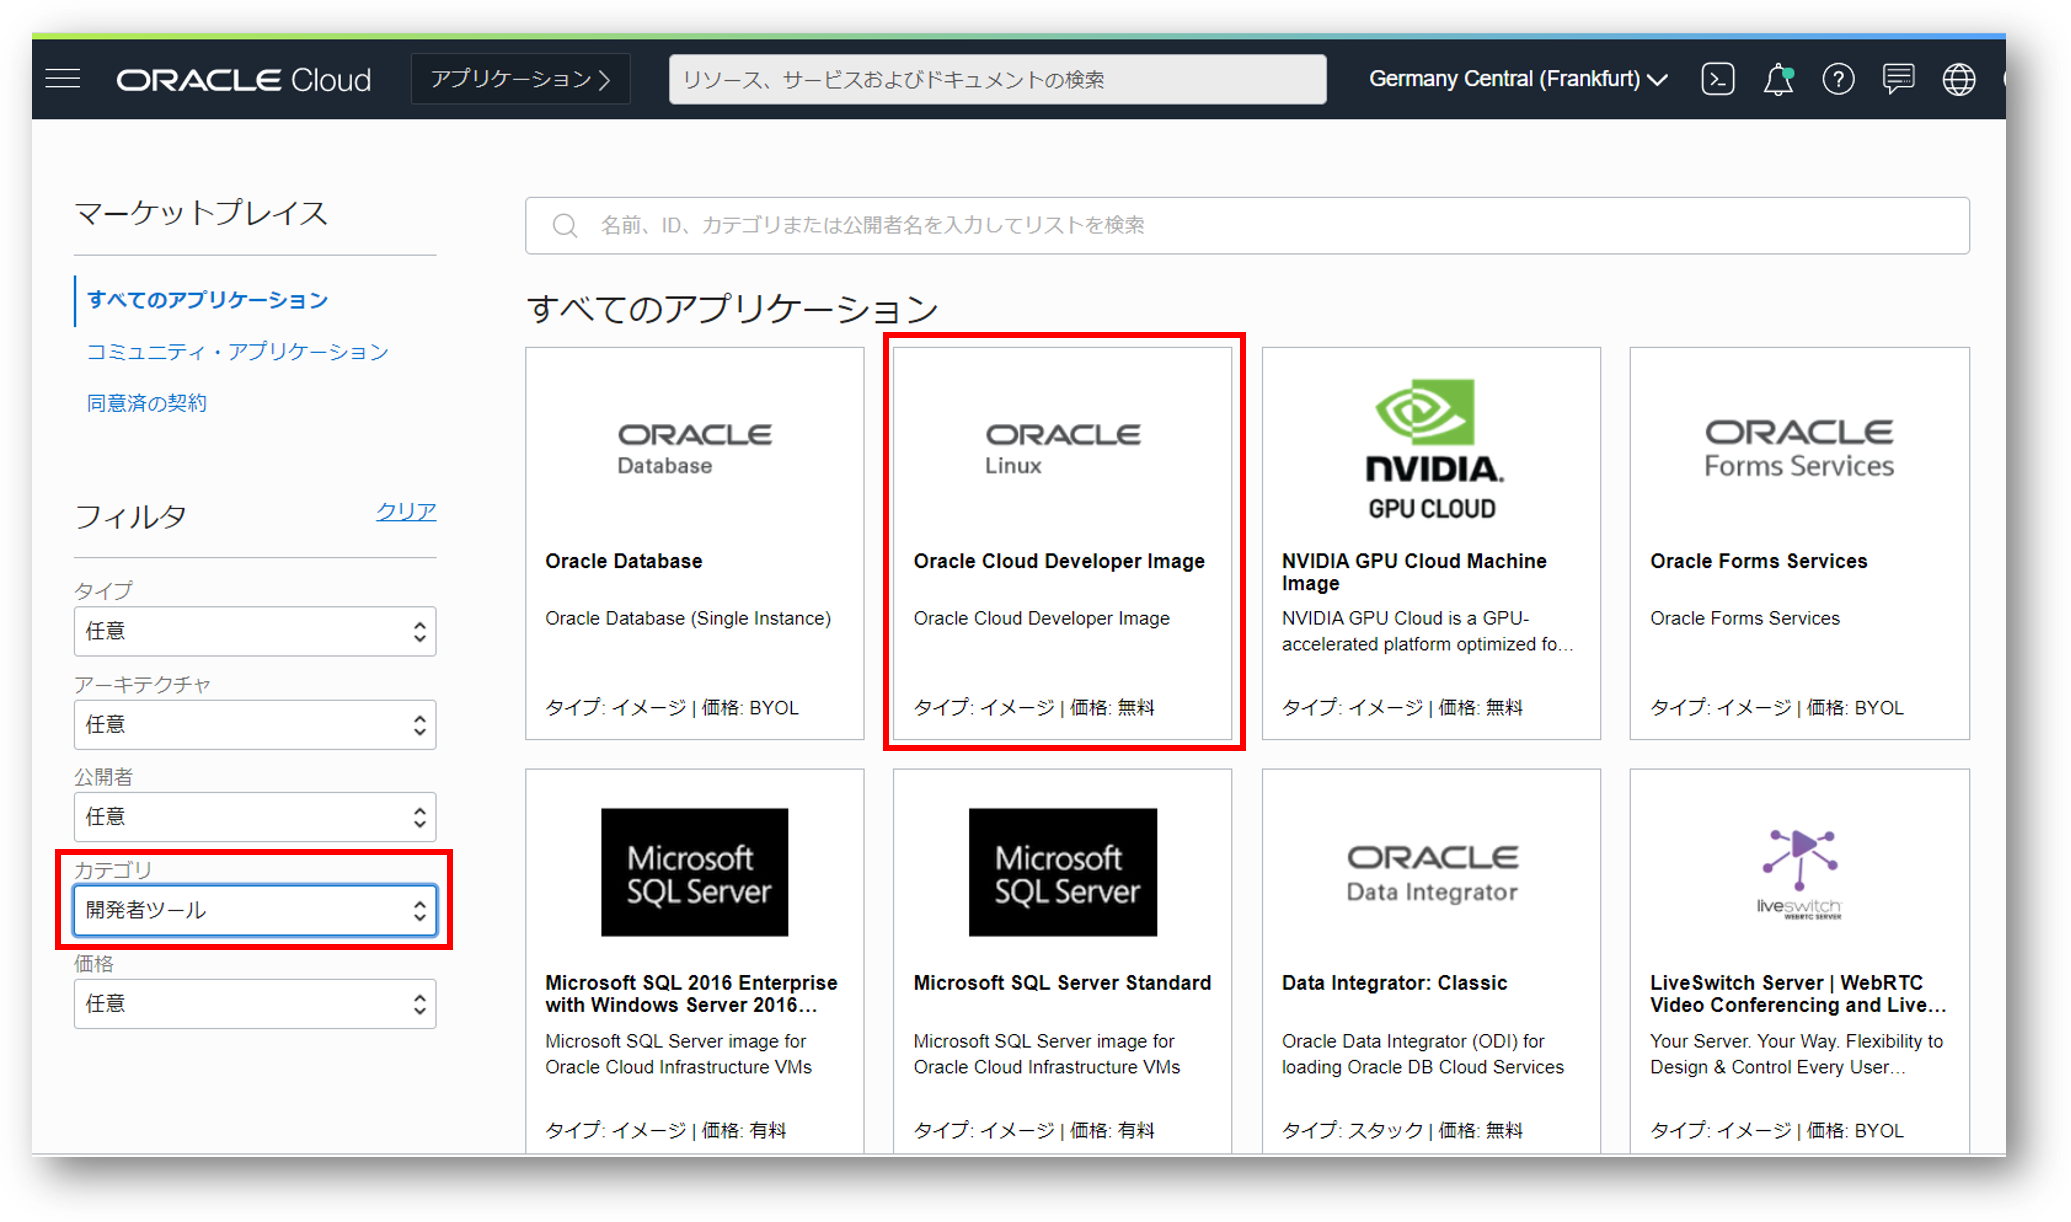 ORACLE Cloud
アプリケーション
リソース、サービスおよびドキュメントの検索
Germany Central (Frankfurt)
マーケットプレイス
すべてのアプリケーション
コミュニティ・アプリケーション
同意済の契約
フィルタ
クリア
タイプ
任意
アーキテクチャ
任意
公開者
任意
カテゴリ
開発者ツール
価格
任意
名前、ID、カテゴリまたは公開者名を入力してリストを検索
すべてのアプリケーション
ORACLE
Database
Oracle Database
Oracle Database (Single Instance)
タイプ: イメージ | 価格: BYOL
ORACLE
Linux
Oracle Cloud Developer Image
Oracle Cloud Developer Image
タイプ: イメージ | 価格: 無料
NVIDIA.
GPU CLOUD
NVIDIA GPU Cloud Machine
Image
NVIDIA GPU Cloud is a GPU-
accelerated platform optimized fo...
タイプ: イメージ | 価格: 無料
ORACLE
Forms Services
Oracle Forms Services
Oracle Forms Services
タイプ: イメージ | 価格: BYOL
Microsoft
SQL Server
Microsoft SQL 2016 Enterprise
with Windows Server 2016...
Microsoft SQL Server image for
Oracle Cloud Infrastructure VMs
タイプ: イメージ | 価格: 有料
Microsoft
SQL Server
Microsoft SQL Server Standard
Microsoft SQL Server image for
Oracle Cloud Infrastructure VMs
タイプ: イメージ | 価格: 有料
ORACLE
Data Integrator
Data Integrator: Classic
Oracle Data Integrator (ODI) for
loading Oracle DB Cloud Services
タイプ: スタック | 価格: 無料
liveswitch
WEBRTC SERVER
LiveSwitch Server | WebRTC
Video Conferencing and Live...
Your Server. Your Way. Flexibility to
Design & Control Every User...
タイプ: イメージ | 価格: BYOL